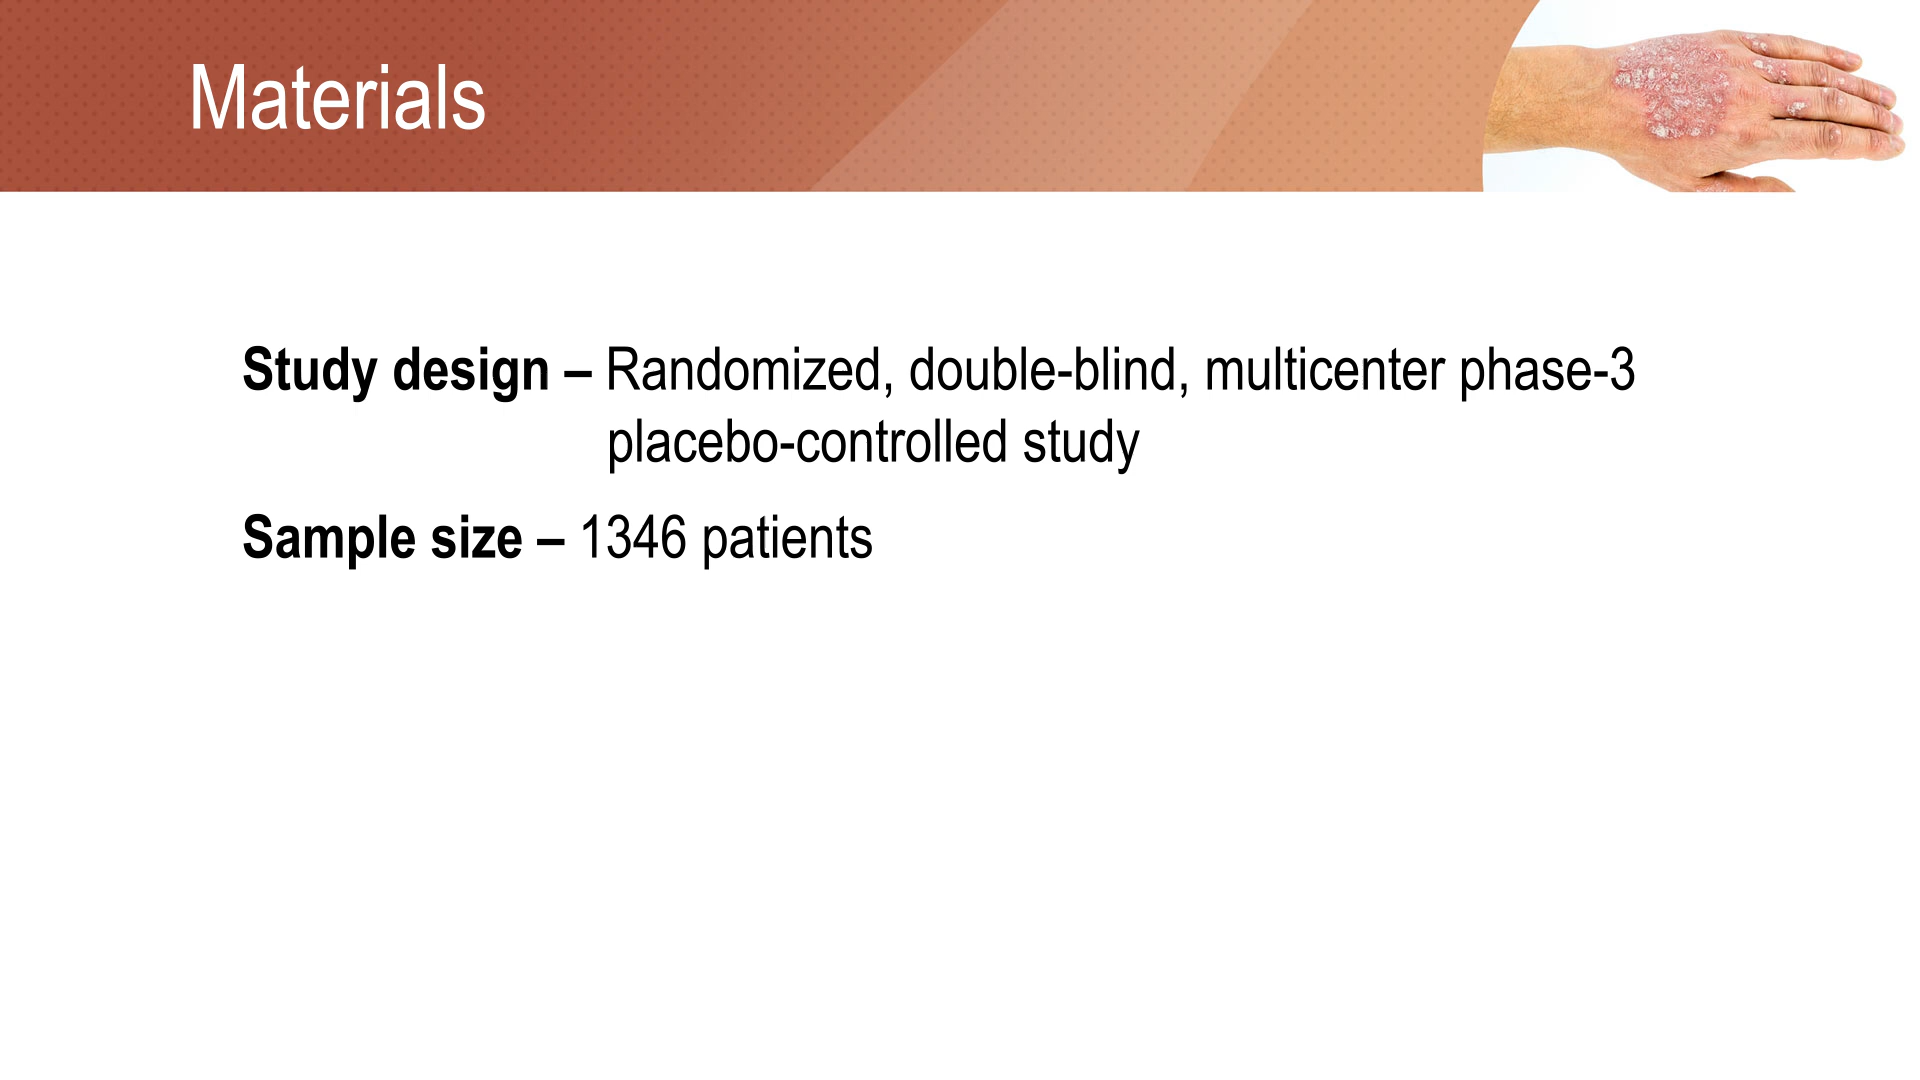 Materials
Study design – Randomized, double-blind, multicenter phase-3
placebo-controlled study
Sample size – 1346 patients